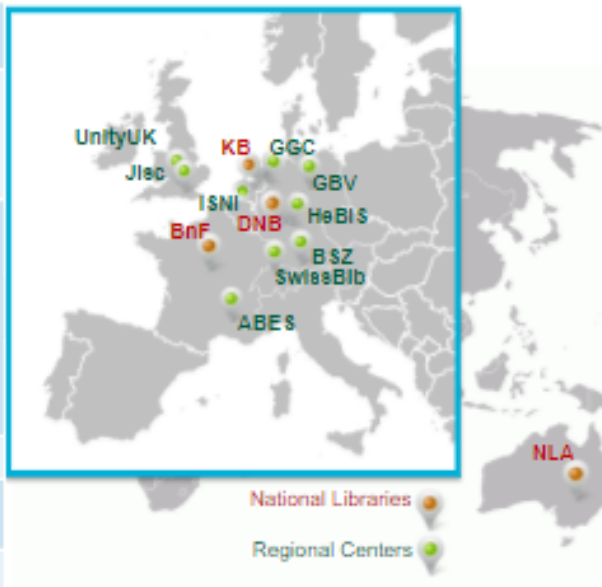 UnityUK
KB
GGC
Jisc
GBV
ISNI
HeBIS
BnF
DNB
BSZ
SwissBib
ABES
NLA
National Libraries
Regional Centers